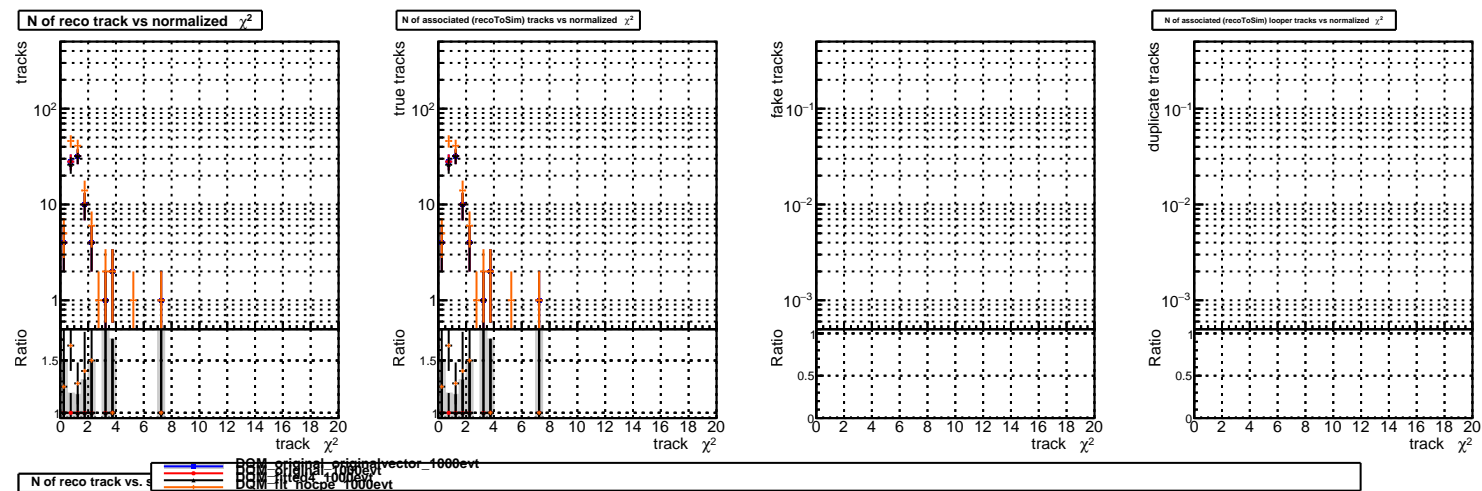 N of reco track vs normalized χ²
N of associated (recoToSim) tracks vs normalized χ²
N of associated (recoToSim) looper tracks vs normalized χ²
tracks
10²
10
1
Ratio
1.5
1
0 2 4 6 8 10 12 14 16 18 20
track χ²
true tracks
10²
10
1
Ratio
1.5
1
0 2 4 6 8 10 12 14 16 18 20
track χ²
fake tracks
10⁻¹
10⁻²
10⁻³
Ratio
1
0.5
0
0 2 4 6 8 10 12 14 16 18 20
track χ²
duplicate tracks
10⁻¹
10⁻²
10⁻³
Ratio
1
0.5
0
0 2 4 6 8 10 12 14 16 18 20
track χ²
N of reco track vs.
DQM_original_originalvector_1000evt
DQM_original_1000evt
DQM_fitted4_1000evt
DQM_fit_nocpe_1000evt